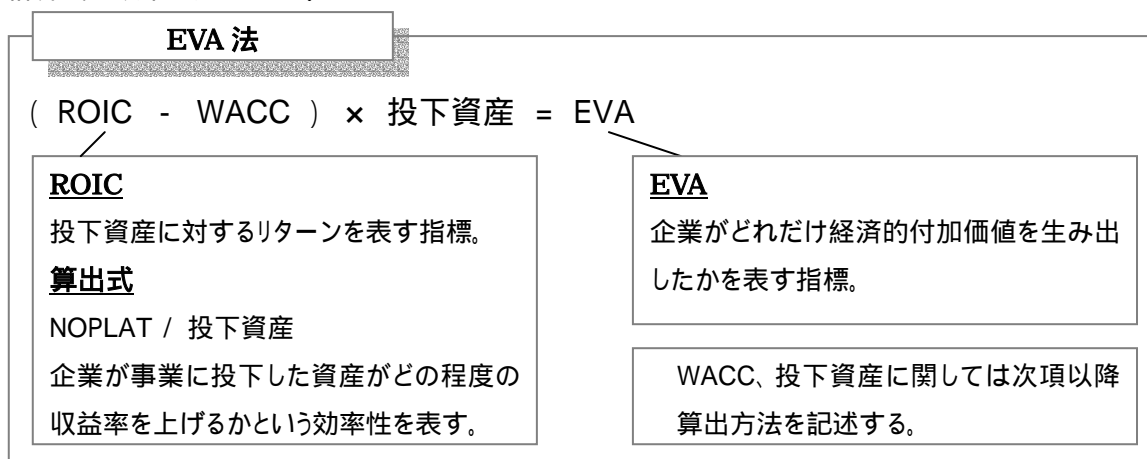 EVA 法
( ROIC - WACC ) × 投下資産 = EVA
ROIC
投下資産に対するリターンを表す指標。
算出式
NOPLAT / 投下資産
企業が事業に投下した資産がどの程度の
収益率を上げるかという効率性を表す。
EVA
企業がどれだけ経済的付加価値を生み出
したかを表す指標。
WACC、投下資産に関しては次項以降
算出方法を記述する。